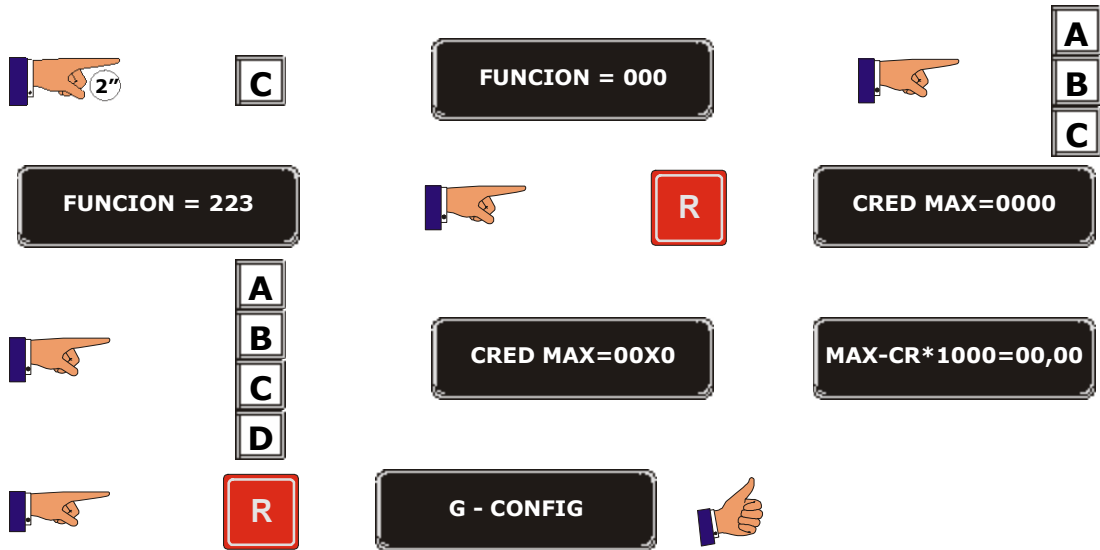 2”
C
FUNCION = 000
A
B
C
FUNCION = 223
R
CRED MAX=0000
A
B
C
D
CRED MAX=00X0
MAX-CR*1000=00,00
R
G - CONFIG